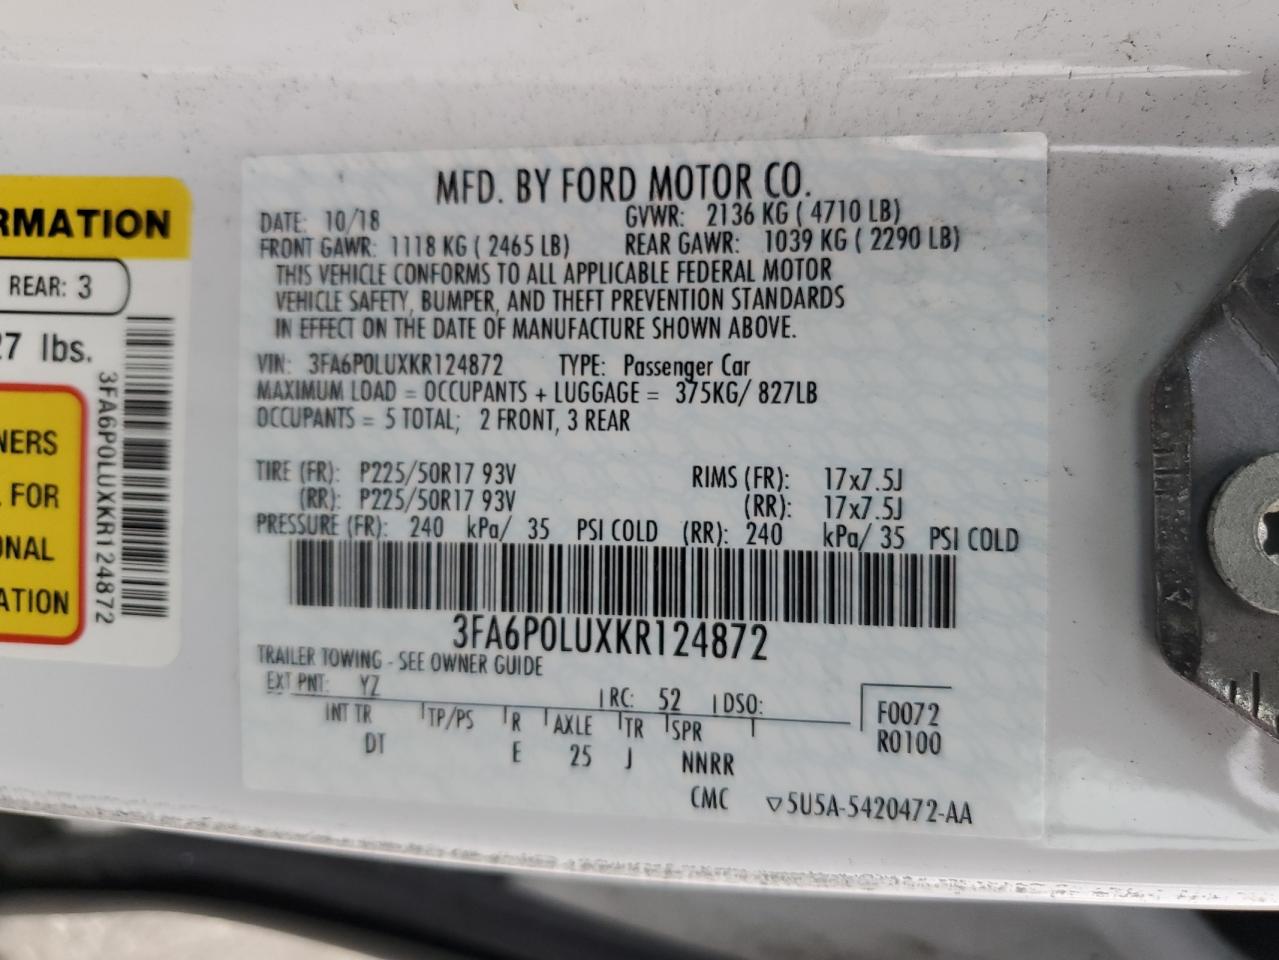 RMATION
REAR: 3
27 lbs.
NERS
L FOR
ONAL
ATION
3FA6P0LUXKR124872
MFD. BY FORD MOTOR CO.
DATE: 10/18 GVWR: 2136 KG ( 4710 LB)
FRONT GAWR: 1118 KG ( 2465 LB) REAR GAWR: 1039 KG ( 2290 LB)
THIS VEHICLE CONFORMS TO ALL APPLICABLE FEDERAL MOTOR
VEHICLE SAFETY, BUMPER, AND THEFT PREVENTION STANDARDS
IN EFFECT ON THE DATE OF MANUFACTURE SHOWN ABOVE.
VIN: 3FA6P0LUXKR124872 TYPE: Passenger Car
MAXIMUM LOAD = OCCUPANTS + LUGGAGE = 375KG/ 827LB
OCCUPANTS = 5 TOTAL; 2 FRONT, 3 REAR
TIRE (FR): P225/50R17 93V RIMS (FR): 17x7.5J
(RR): P225/50R17 93V (RR): 17x7.5J
PRESSURE (FR): 240 kPa/ 35 PSI COLD (RR): 240 kPa/ 35 PSI COLD
3FA6P0LUXKR124872
TRAILER TOWING - SEE OWNER GUIDE
EXT PNT: YZ RC: 52 DSO:
INT TR TP/PS R AXLE TR SPR F0072
DT E 25 J NNRR R0100
CMC ▽5U5A-5420472-AA